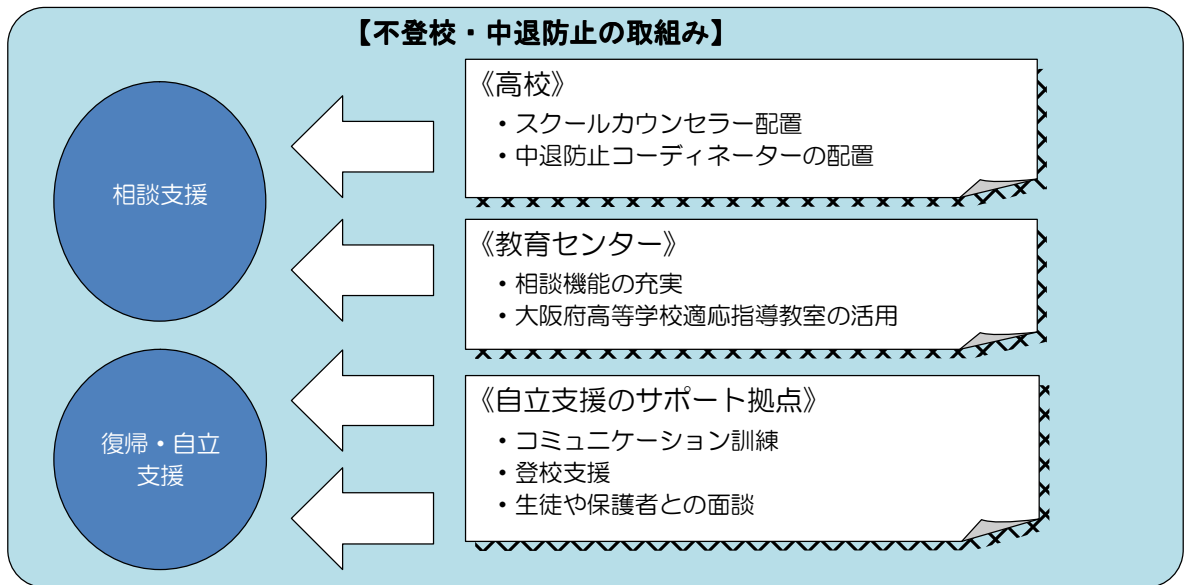 【不登校・中退防止の取組み】
相談支援
復帰・自立
支援
《高校》
・スクールカウンセラー配置
・中退防止コーディネーターの配置
《教育センター》
・相談機能の充実
・大阪府高等学校適応指導教室の活用
《自立支援のサポート拠点》
・コミュニケーション訓練
・登校支援
・生徒や保護者との面談